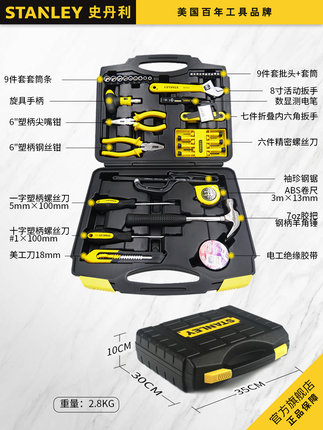 STANLEY 史丹利
美国百年工具品牌
9件套套筒条
旋具手柄
6"塑柄尖嘴钳
6"塑柄钢丝钳
9件套批头+套筒
8寸活动扳手
数显测电笔
七件折叠内六角扳手
六件精密螺丝刀
袖珍钢锯
ABS卷尺
3m×13mm
7oz胶把
钢柄羊角锤
电工绝缘胶带
一字塑柄螺丝刀
5mm×100mm
十字塑柄螺丝刀
#1×100mm
美工刀18mm
STANLEY
10CM
30CM
35CM
重量：2.8KG
官方旗舰店
正品保障